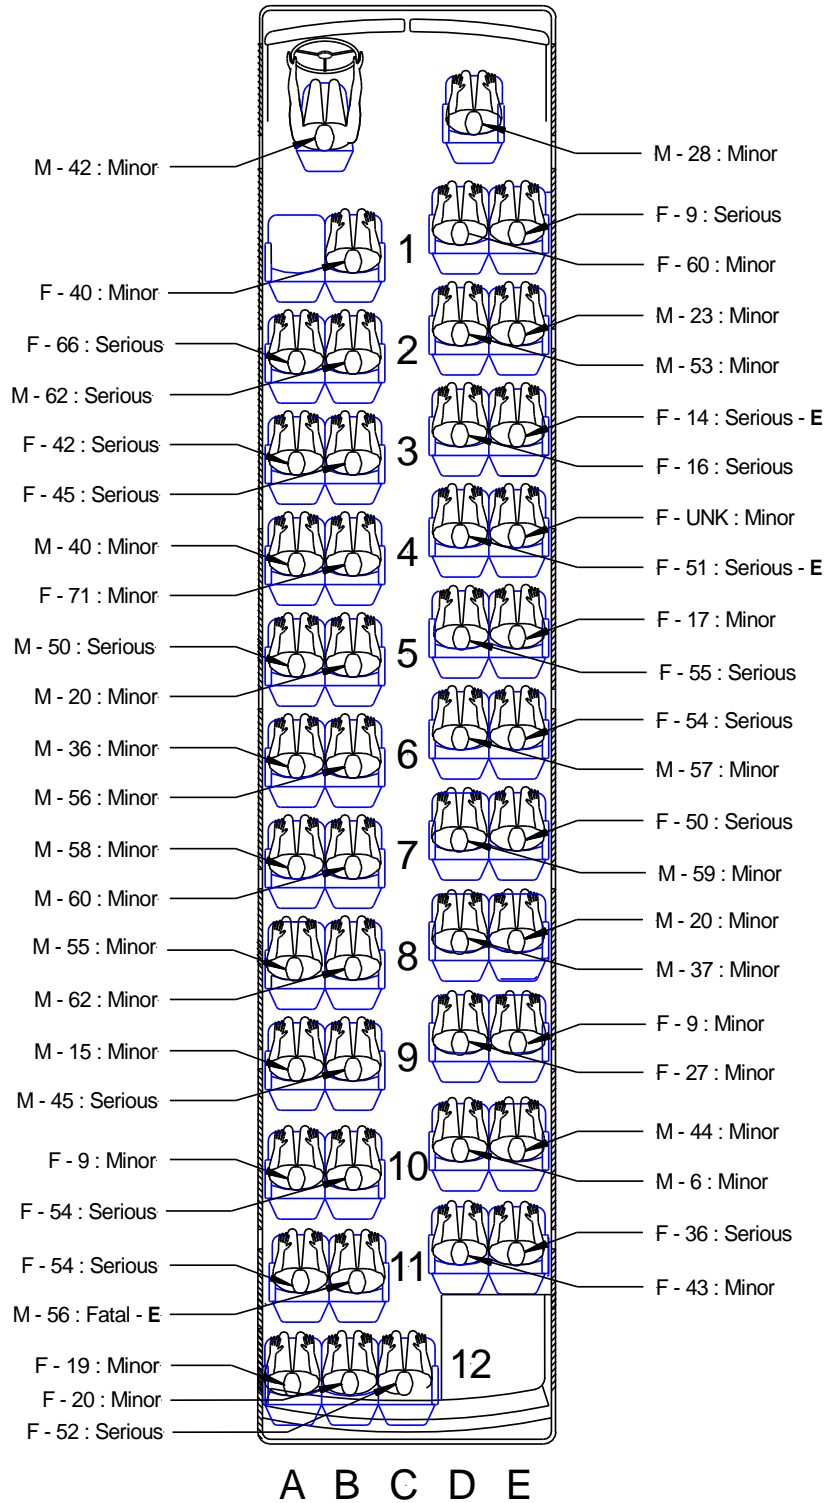 M - 42 : Minor
M - 28 : Minor
F - 9 : Serious
1
F - 60 : Minor
F - 40 : Minor
M - 23 : Minor
F - 66 : Serious
2
M - 53 : Minor
M - 62 : Serious
F - 14 : Serious - E
F - 42 : Serious
3
F - 16 : Serious
F - 45 : Serious
F - UNK : Minor
M - 40 : Minor
4
F - 51 : Serious - E
F - 71 : Minor
F - 17 : Minor
M - 50 : Serious
5
F - 55 : Serious
M - 20 : Minor
F - 54 : Serious
M - 36 : Minor
6
M - 57 : Minor
M - 56 : Minor
F - 50 : Serious
M - 58 : Minor
7
M - 59 : Minor
M - 60 : Minor
M - 20 : Minor
M - 55 : Minor
8
M - 37 : Minor
M - 62 : Minor
F - 9 : Minor
M - 15 : Minor
9
F - 27 : Minor
M - 45 : Serious
M - 44 : Minor
F - 9 : Minor
10
M - 6 : Minor
F - 54 : Serious
F - 36 : Serious
F - 54 : Serious
11
F - 43 : Minor
M - 56 : Fatal - E
F - 19 : Minor
12
F - 20 : Minor
F - 52 : Serious
A B C D E